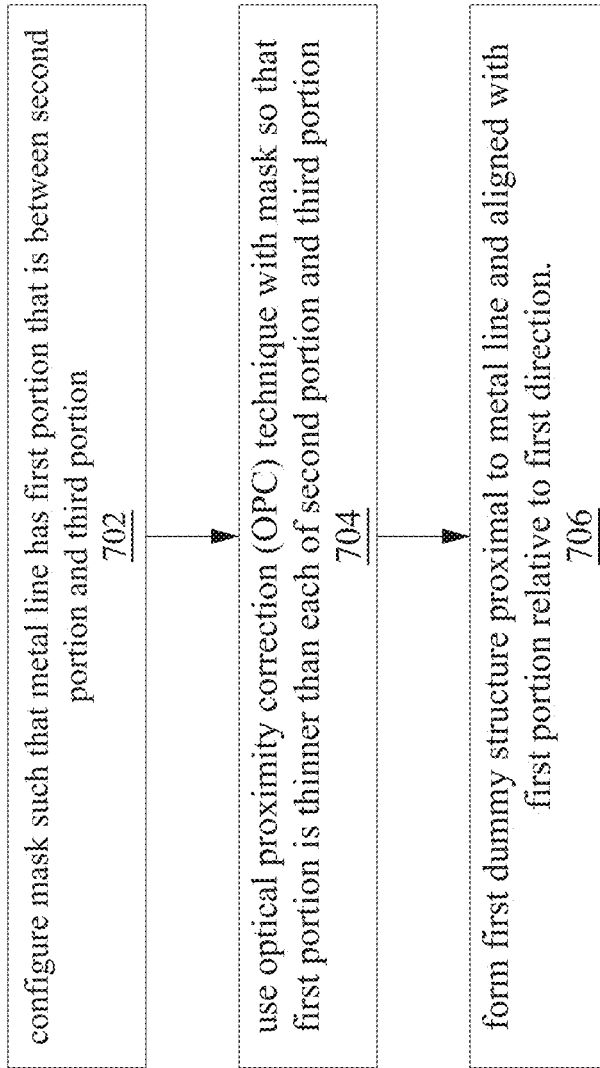 configure mask such that metal line has first portion that is between second
portion and third portion
702
use optical proximity correction (OPC) technique with mask so that
first portion is thinner than each of second portion and third portion
704
form first dummy structure proximal to metal line and aligned with
first portion relative to first direction.
706